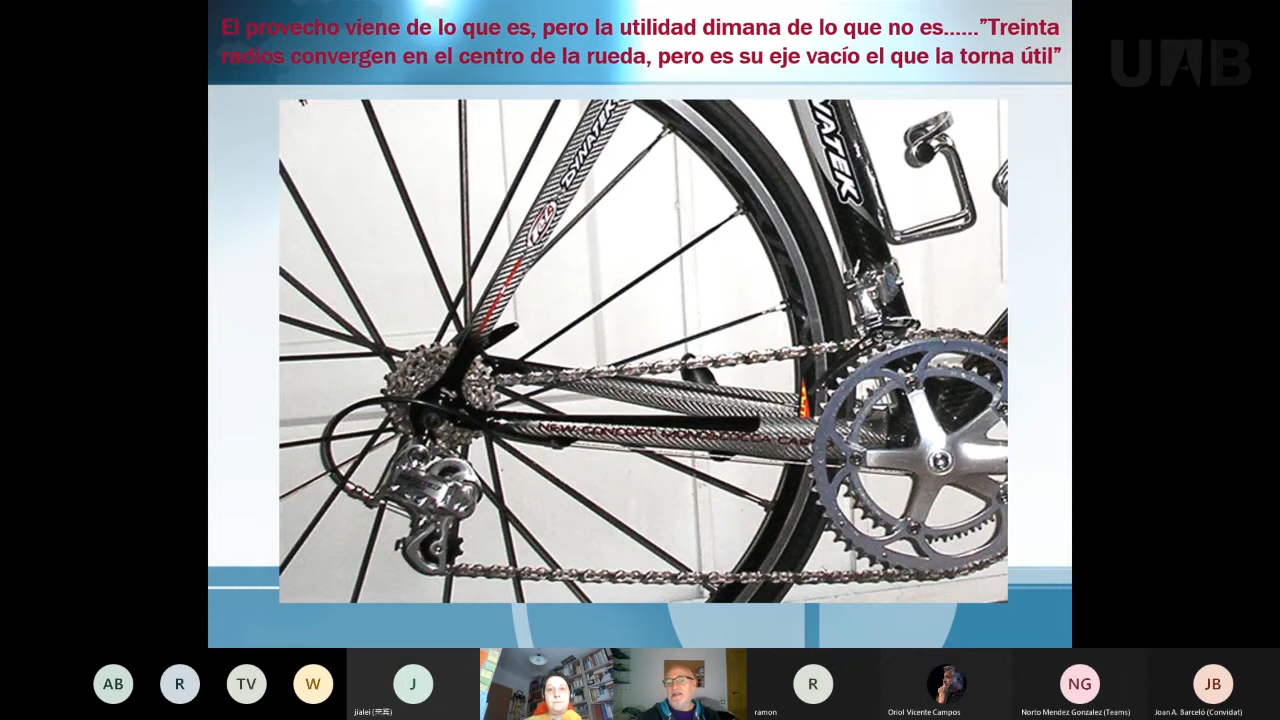 El provecho viene de lo que es, pero la utilidad dimana de lo que no es......”Treinta
radios convergen en el centro de la rueda, pero es su eje vacío el que la torna útil”
UAB
DYNATEK
NATEK
AB
R
TV
W
J
R
NG
JB
ramon
Oriol Vicente Campos
Norto Mendez Gonzalez (Teams)
Joan A. Barceló (Convidat)